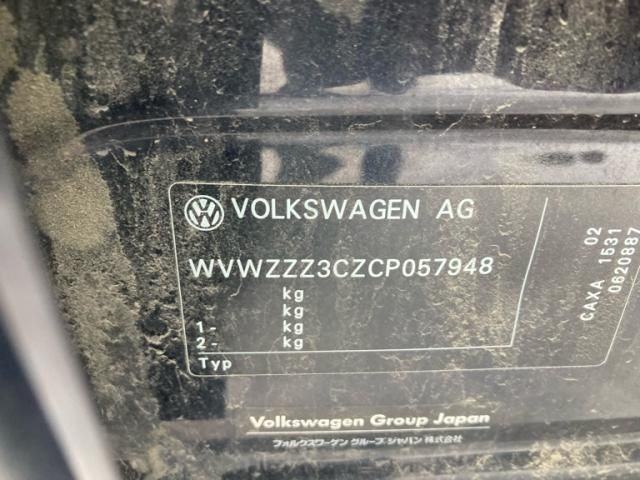 VOLKSWAGEN AG
WVWZZZ3CZCP057948
kg
kg
1- kg
2- kg
Typ
02
CAXA 1531
0620887
Volkswagen Group Japan
フォルクスワーゲン グループ ジャパン 株式会社